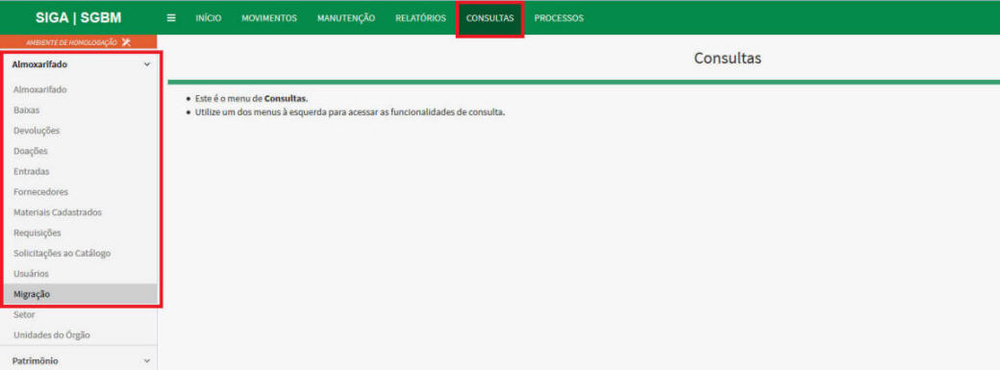 SIGA | SGBM
INÍCIO MOVIMENTOS MANUTENÇÃO RELATÓRIOS CONSULTAS PROCESSOS
AMBIENTE DE HOMOLOGAÇÃO
Almoxarifado
Almoxarifado
Baixas
Devoluções
Doações
Entradas
Fornecedores
Materiais Cadastrados
Requisições
Solicitações ao Catálogo
Usuários
Migração
Setor
Unidades do Órgão
Patrimônio
Consultas
• Este é o menu de Consultas.
• Utilize um dos menus à esquerda para acessar as funcionalidades de consulta.